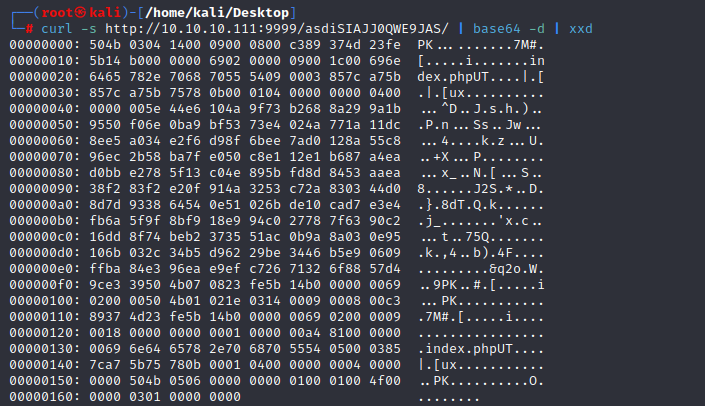 ┌──(root💀kali)-[/home/kali/Desktop]
└─# curl -s http://10.10.10.111:9999/asdiSIAJJ0QWE9JAS/ | base64 -d | xxd
00000000: 504b 0304 1400 0900 0800 c389 374d 23fe  PK..........7M#.
00000010: 5b14 b000 0000 6902 0000 0900 1c00 696e  [.....i.......in
00000020: 6465 782e 7068 7055 5409 0003 857c a75b  dex.phpUT....|.[
00000030: 857c a75b 7578 0b00 0104 0000 0000 0400  .|.[ux..........
00000040: 0000 005e 44e6 104a 9f73 b268 8a29 9a1b  ...^D..J.s.h.)..
00000050: 9550 f06e 0ba9 bf53 73e4 024a 771a 11dc  .P.n...Ss..Jw...
00000060: 8ee5 a034 e2f6 d98f 6bee 7ad0 128a 55c8  ...4....k.z...U.
00000070: 96ec 2b58 ba7f e050 c8e1 12e1 b687 a4ea  ..+X...P........
00000080: d0bb e278 5f13 c04e 895b fd8d 8453 aaea  ...x_..N.[...S..
00000090: 38f2 83f2 e20f 914a 3253 c72a 8303 44d0  8......J2S.*..D.
000000a0: 8d7d 9338 6454 0e51 026b de10 cad7 e3e4  .}.8dT.Q.k......
000000b0: fb6a 5f9f 8bf9 18e9 94c0 2778 7f63 90c2  .j_.......'x.c..
000000c0: 16dd 8f74 beb2 3735 51ac 0b9a 8a03 0e95  ...t..75Q.......
000000d0: 106b 032c 34b5 d962 29be 3446 b5e9 0609  .k.,4..b).4F....
000000e0: ffba 84e3 96ea e9ef c726 7132 6f88 57d4  .........&q2o.W.
000000f0: 9ce3 3950 4b07 0823 fe5b 14b0 0000 0069  ..9PK..#.[.....i
00000100: 0200 0050 4b01 021e 0314 0009 0008 00c3  ...PK...........
00000110: 8937 4d23 fe5b 14b0 0000 0069 0200 0009  .7M#.[.....i....
00000120: 0018 0000 0000 0001 0000 00a4 8100 0000  ................
00000130: 0069 6e64 6578 2e70 6870 5554 0500 0385  .index.phpUT....
00000140: 7ca7 5b75 780b 0001 0400 0000 0004 0000  |.[ux...........
00000150: 0000 504b 0506 0000 0000 0100 0100 4f00  ..PK..........O.
00000160: 0000 0301 0000 0000                      ........